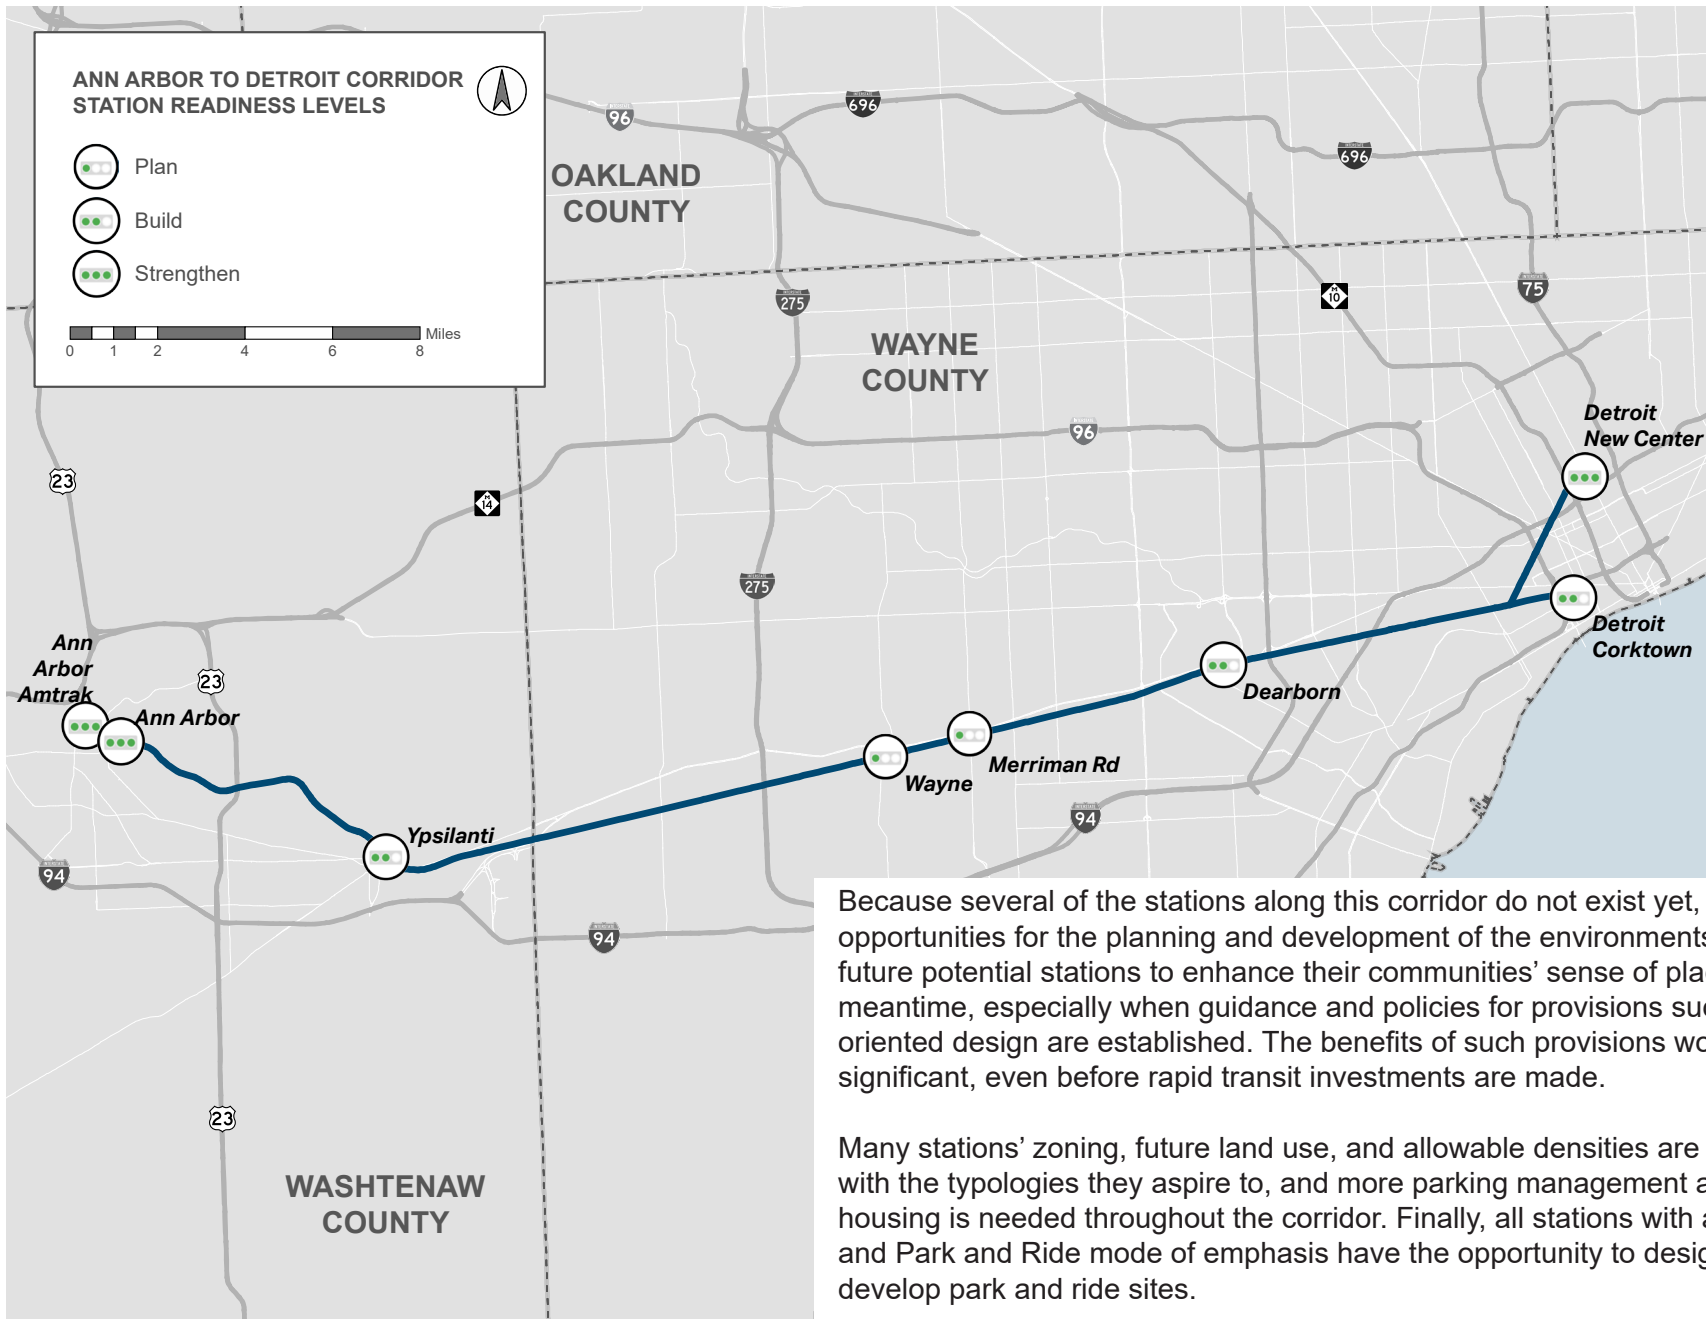 ANN ARBOR TO DETROIT CORRIDOR
STATION READINESS LEVELS
Plan
Build
Strengthen
Miles
0 1 2 4 6 8
96
696
696
OAKLAND
COUNTY
275
M
10
75
WAYNE
COUNTY
96
Detroit
New Center
23
M
14
275
Detroit
Corktown
Ann
Arbor
Amtrak
23
Ann Arbor
Dearborn
Merriman Rd
Wayne
Ypsilanti
94
94
94
23
WASHTENAW
COUNTY
Because several of the stations along this corridor do not exist yet,
opportunities for the planning and development of the environments
future potential stations to enhance their communities’ sense of
meantime, especially when guidance and policies for provisions
oriented design are established. The benefits of such provisions
significant, even before rapid transit investments are made.
Many stations’ zoning, future land use, and allowable densities are
with the typologies they aspire to, and more parking management
housing is needed throughout the corridor. Finally, all stations with
and Park and Ride mode of emphasis have the opportunity to
develop park and ride sites.